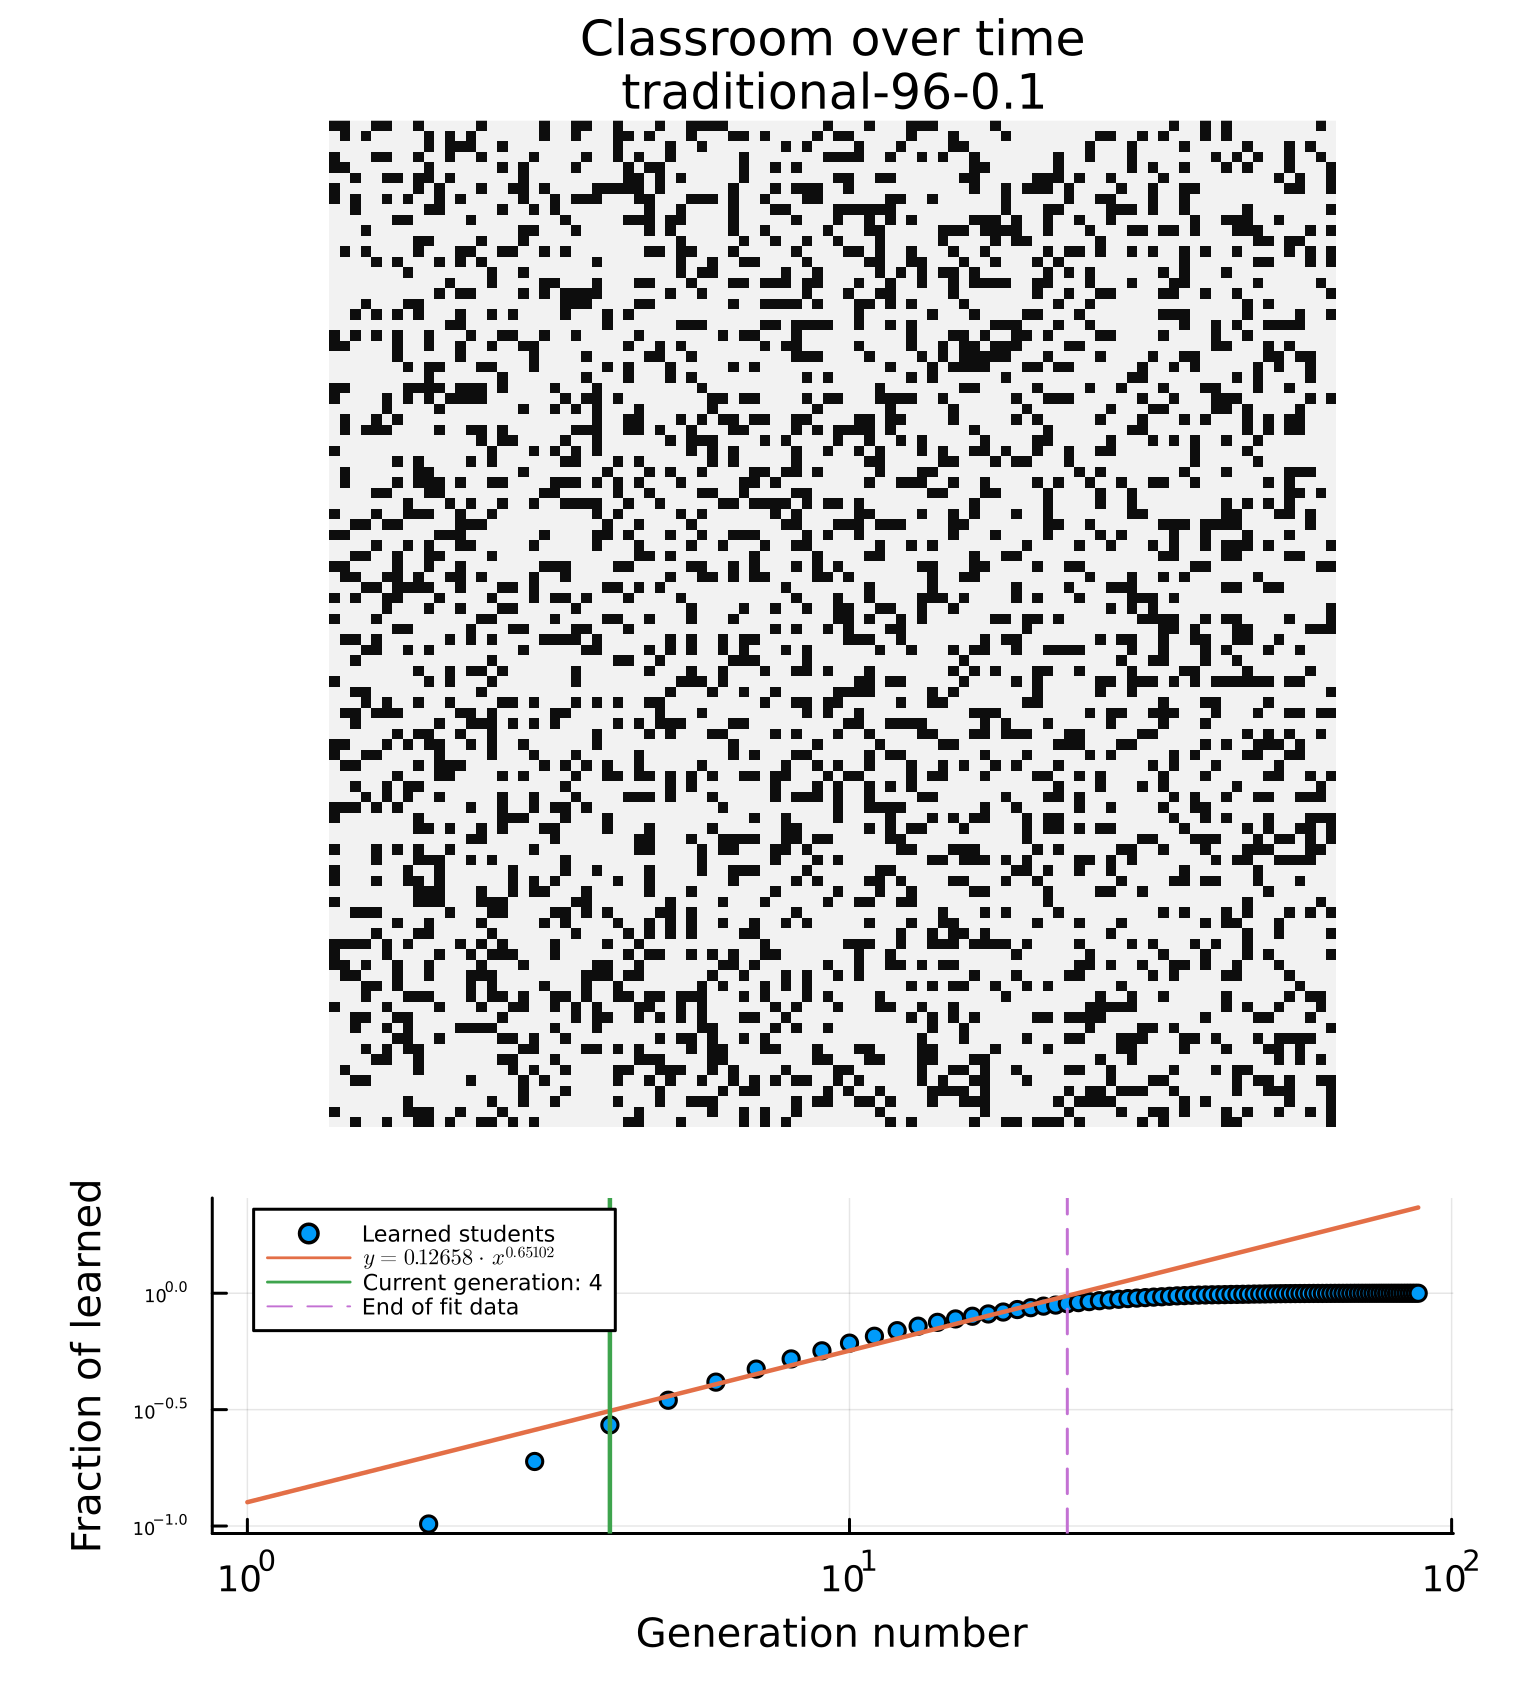 Classroom over time
traditional-96-0.1
Fraction of learned
Learned students
y = 0.12658 · x^0.65102
Current generation: 4
End of fit data
10^0.0
10^−0.5
10^−1.0
10^0 10^1 10^2
Generation number